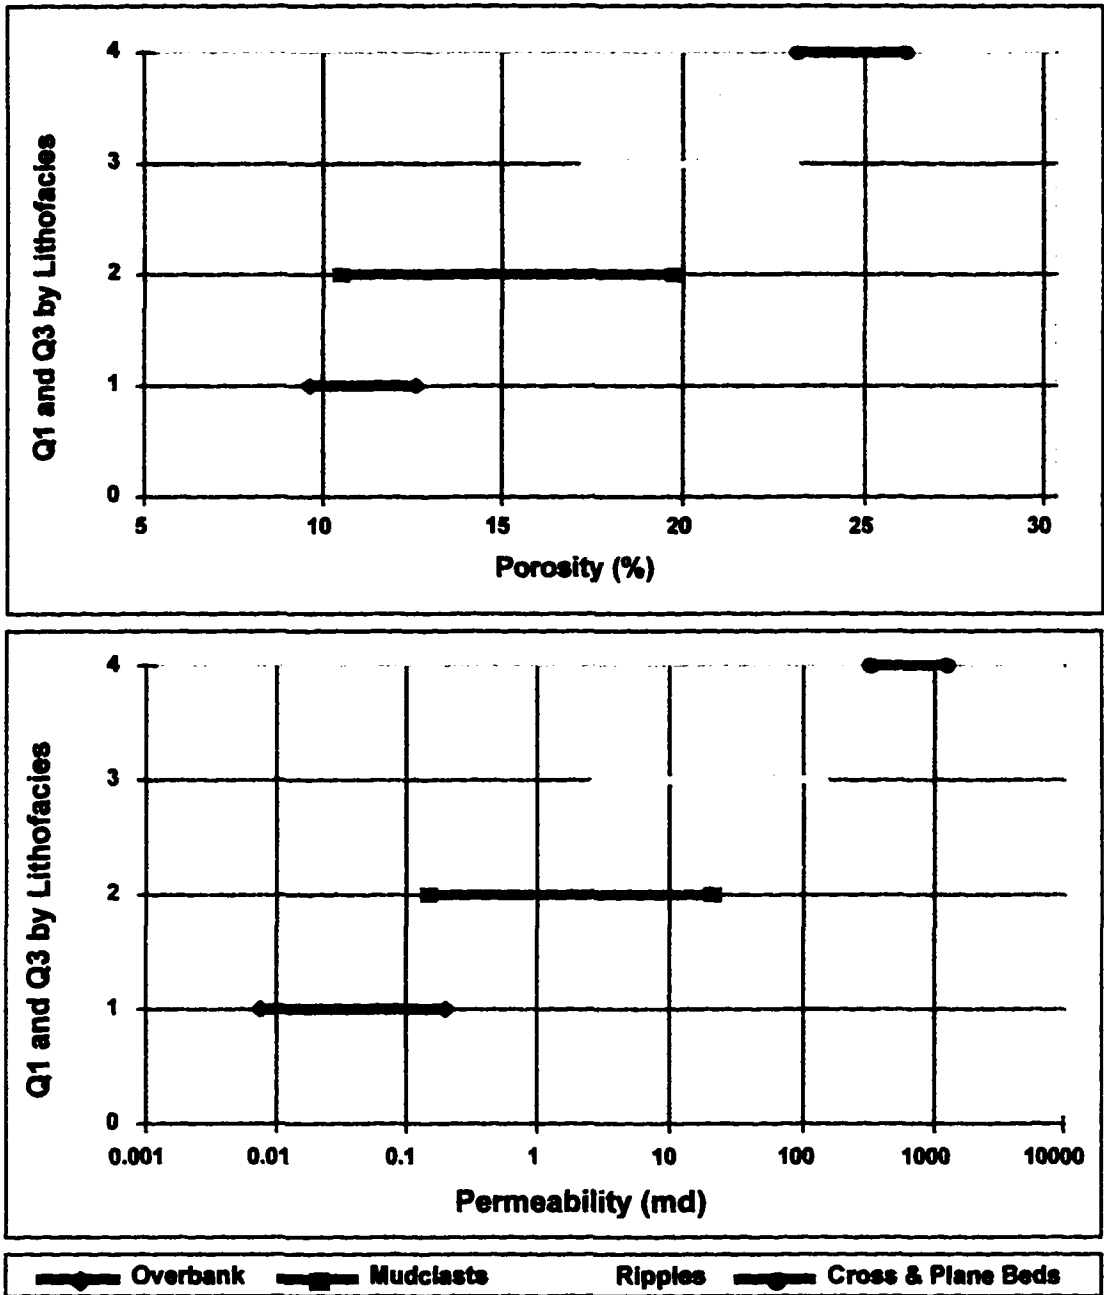 4
3
2
1
0
Q1 and Q3 by Lithofacies
5 10 15 20 25 30
Porosity (%)
4
3
2
1
0
Q1 and Q3 by Lithofacies
0.001 0.01 0.1 1 10 100 1000 10000
Permeability (md)
Overbank Mudclasts Ripples Cross & Plane Beds